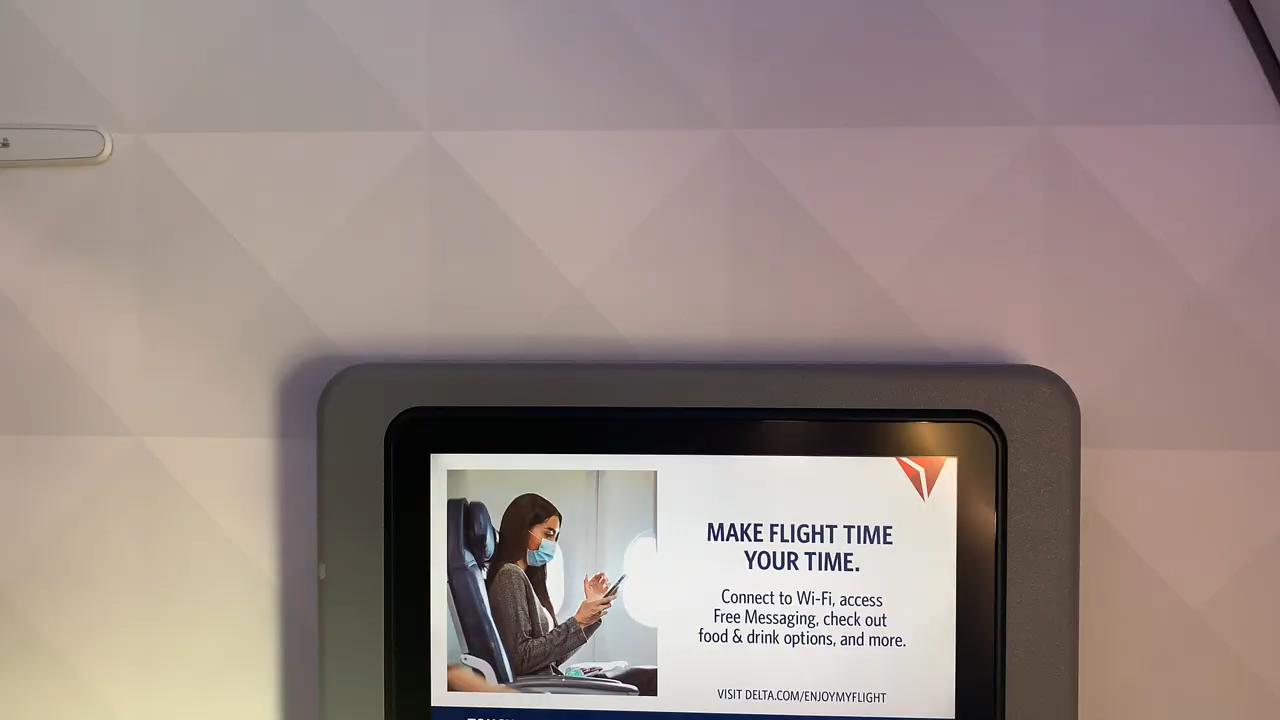 MAKE FLIGHT TIME
YOUR TIME.
Connect to Wi-Fi, access
Free Messaging, check out
food & drink options, and more.
VISIT DELTA.COM/ENJOYMYFLIGHT